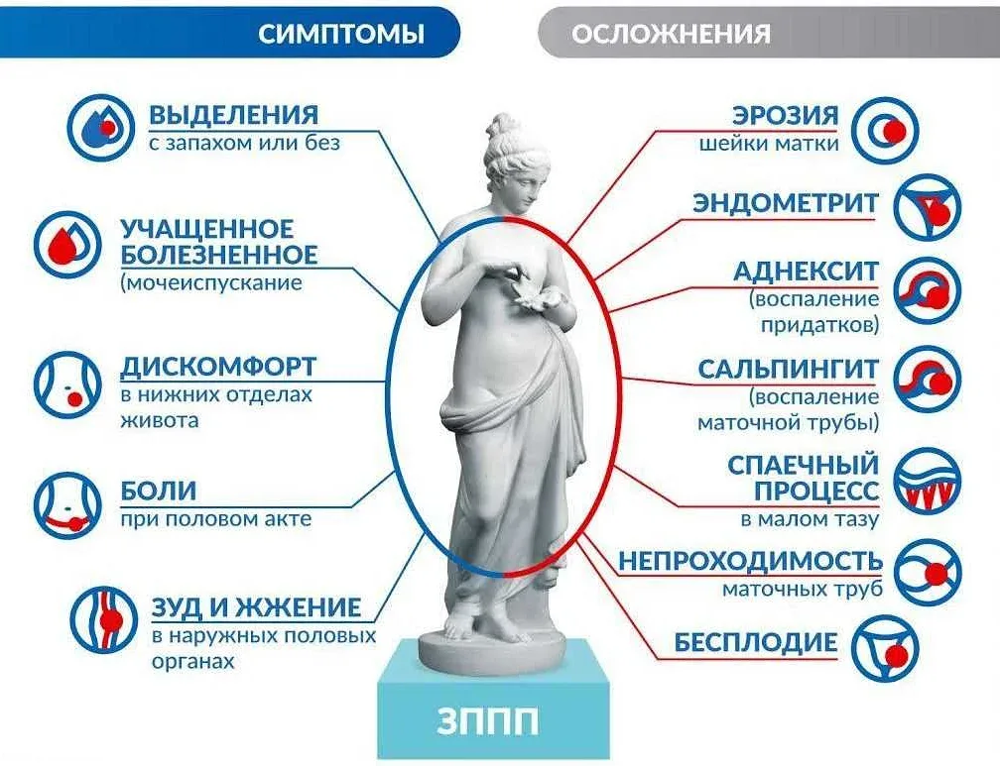 СИМПТОМЫ
ВЫДЕЛЕНИЯ
с запахом или без
УЧАЩЕННОЕ
БОЛЕЗНЕННОЕ
(мочеиспускание
ДИСКОМФОРТ
в нижних отделах
живота
БОЛИ
при половом акте
ЗУД И ЖЖЕНИЕ
в наружных половых
органах
ОСЛОЖНЕНИЯ
ЭРОЗИЯ
шейки матки
ЭНДОМЕТРИТ
АДНЕКСИТ
(воспаление
придатков)
САЛЬПИНГИТ
(воспаление
маточной трубы)
СПАЕЧНЫЙ
ПРОЦЕСС
в малом тазу
НЕПРОХОДИМОСТЬ
маточных труб
БЕСПЛОДИЕ
ЗППП